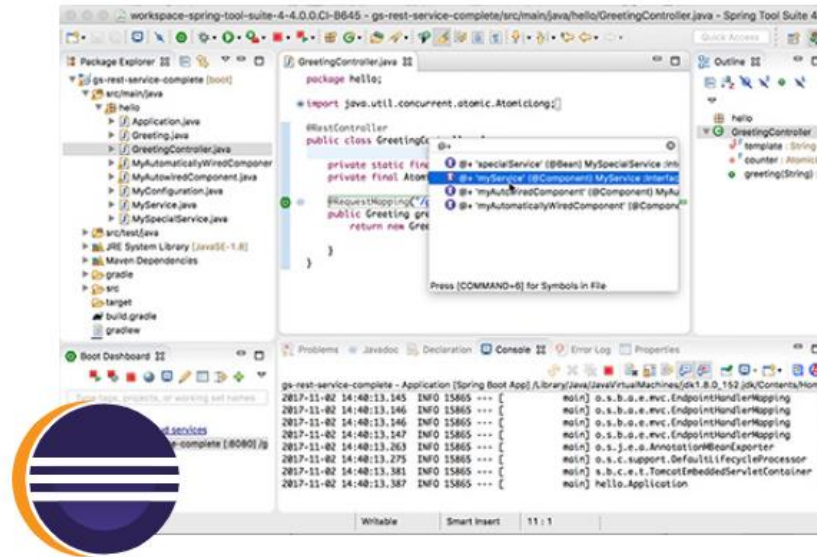 workspace-spring-tool-suite-4-4.0.0.CI-B645 - gs-rest-service-complete/src/main/java/hello/GreetingController.java - Spring Tool Suite 4
Quick Access
Package Explorer
gs-rest-service-complete [boot]
src/main/java
hello
Application.java
Greeting.java
GreetingController.java
MyAutomaticallyWiredComponer
MyAutowiredComponent.java
MyConfiguration.java
MyService.java
MySpecialService.java
src/test/java
JRE System Library [JavaSE-1.8]
Maven Dependencies
gradle
src
target
build.gradle
gradlew
GreetingController.java
package hello;
import java.util.concurrent.atomic.AtomicLong;
@RestController
public class GreetingC
private static fina
private final Atom
@RequestMapping("/g
public Greeting gre
return new Gree
}
}
@+
@+ 'specialService' (@Bean) MySpecialService
@+ 'myService' (@Component) MyService
@+ 'myAutowiredComponent' (@Component) MyAu
@+ 'myAutomaticallyWiredComponent' (@Compone
Press [COMMAND+6] for Symbols in File
Outline
hello
GreetingController
template : String
counter : AtomicL
greeting(String) :
Boot Dashboard
Type tags, projects, or working set names
services
e-complete [:8080] /g
Problems Javadoc Declaration Console Error Log Properties
gs-rest-service-complete - Application [Spring Boot App] /Library/Java/JavaVirtualMachines/jdk1.8.0_152.jdk/Contents/Hom
2017-11-02 14:40:13.145 INFO 15865 --- [ main] o.s.b.a.e.mvc.EndpointHandlerMapping
2017-11-02 14:40:13.146 INFO 15865 --- [ main] o.s.b.a.e.mvc.EndpointHandlerMapping
2017-11-02 14:40:13.146 INFO 15865 --- [ main] o.s.b.a.e.mvc.EndpointHandlerMapping
2017-11-02 14:40:13.147 INFO 15865 --- [ main] o.s.b.a.e.mvc.EndpointHandlerMapping
2017-11-02 14:40:13.263 INFO 15865 --- [ main] o.s.j.e.a.AnnotationMBeanExporter
2017-11-02 14:40:13.275 INFO 15865 --- [ main] o.s.c.support.DefaultLifecycleProcessor
2017-11-02 14:40:13.381 INFO 15865 --- [ main] s.b.c.e.t.TomcatEmbeddedServletContainer
2017-11-02 14:40:13.387 INFO 15865 --- [ main] hello.Application
Writable Smart Insert 11 : 1